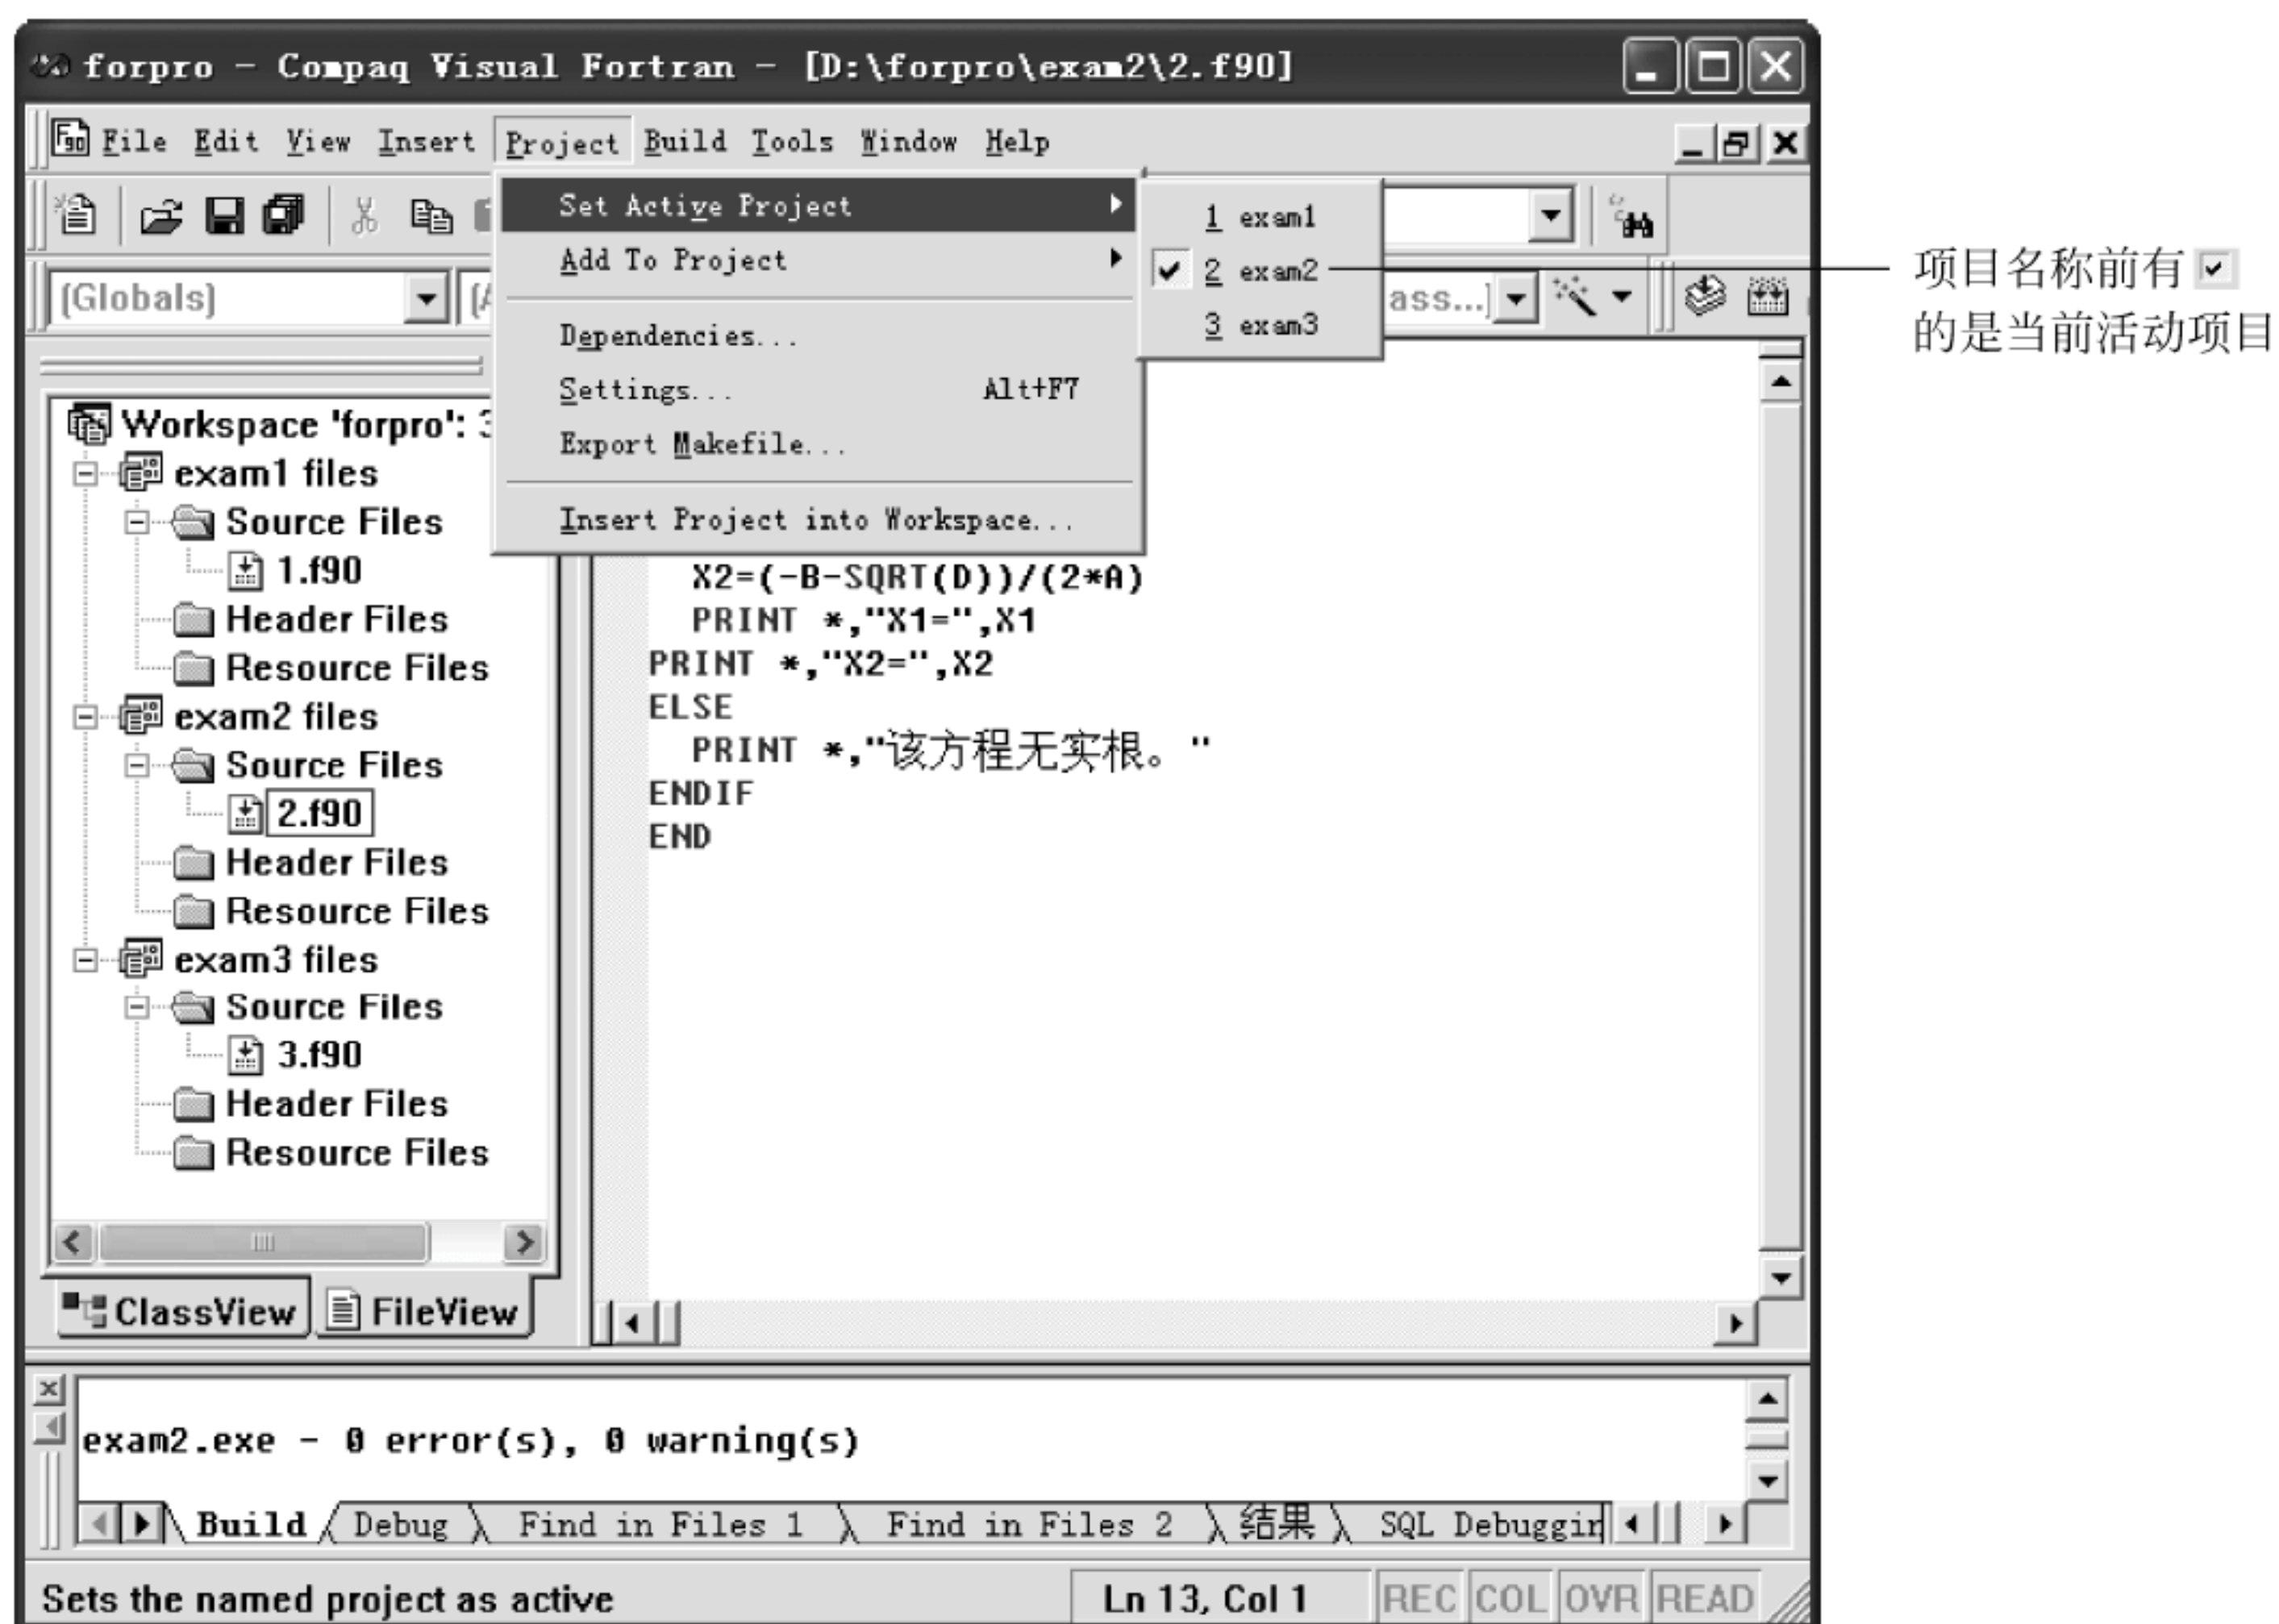 forpro - Compaq Visual Fortran - [D:\forpro\exam2\2.f90]
File Edit View Insert Project Build Tools Window Help
Set Active Project
1 exam1
Add To Project
2 exam2
项目名称前有
的是当前活动项目
(Globals)
ass...]
3 exam3
Dependencies...
Settings... Alt+F7
Export Makefile...
Insert Project into Workspace...
Workspace 'forpro': 3
exam1 files
Source Files
1.f90
Header Files
Resource Files
exam2 files
Source Files
2.f90
Header Files
Resource Files
exam3 files
Source Files
3.f90
Header Files
Resource Files
ClassView FileView
X2=(-B-SQRT(D))/(2*A)
PRINT *,"X1=",X1
PRINT *,"X2=",X2
ELSE
PRINT *,"该方程无实根。"
ENDIF
END
exam2.exe - 0 error(s), 0 warning(s)
Build Debug Find in Files 1 Find in Files 2 结果 SQL Debuggin
Sets the named project as active
Ln 13, Col 1 REC COL OVR READ